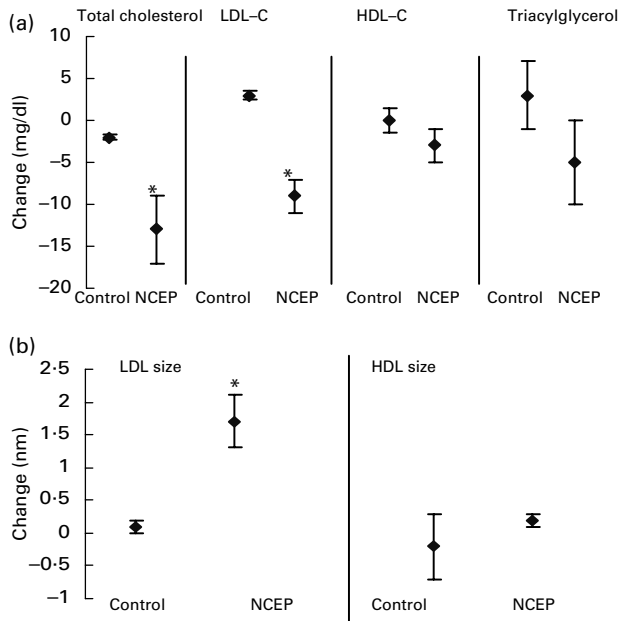 (a)
Total cholesterol LDL–C HDL–C Triacylglycerol
Change (mg/dl)
10
5
0
−5
−10
−15
−20
*
*
Control NCEP Control NCEP Control NCEP Control NCEP
(b)
LDL size HDL size
Change (nm)
2·5
2
1·5
1
0·5
0
−0·5
−1
*
Control NCEP Control NCEP